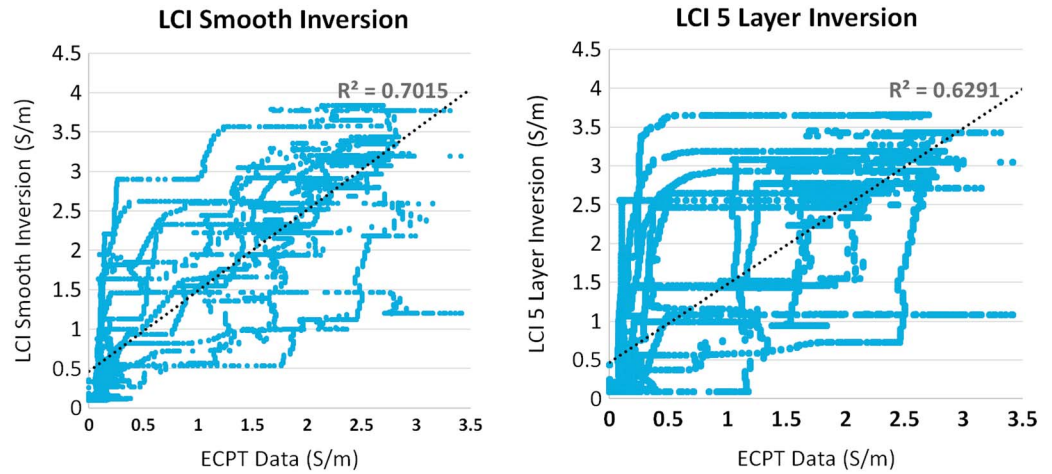 LCI Smooth Inversion
4.5
4
3.5
3
2.5
2
1.5
1
0.5
0
LCI Smooth Inversion (S/m)
R² = 0.7015
0 0.5 1 1.5 2 2.5 3 3.5
ECPT Data (S/m)
LCI 5 Layer Inversion
4.5
4
3.5
3
2.5
2
1.5
1
0.5
0
LCI 5 Layer Inversion (S/m)
R² = 0.6291
0 0.5 1 1.5 2 2.5 3 3.5
ECPT Data (S/m)